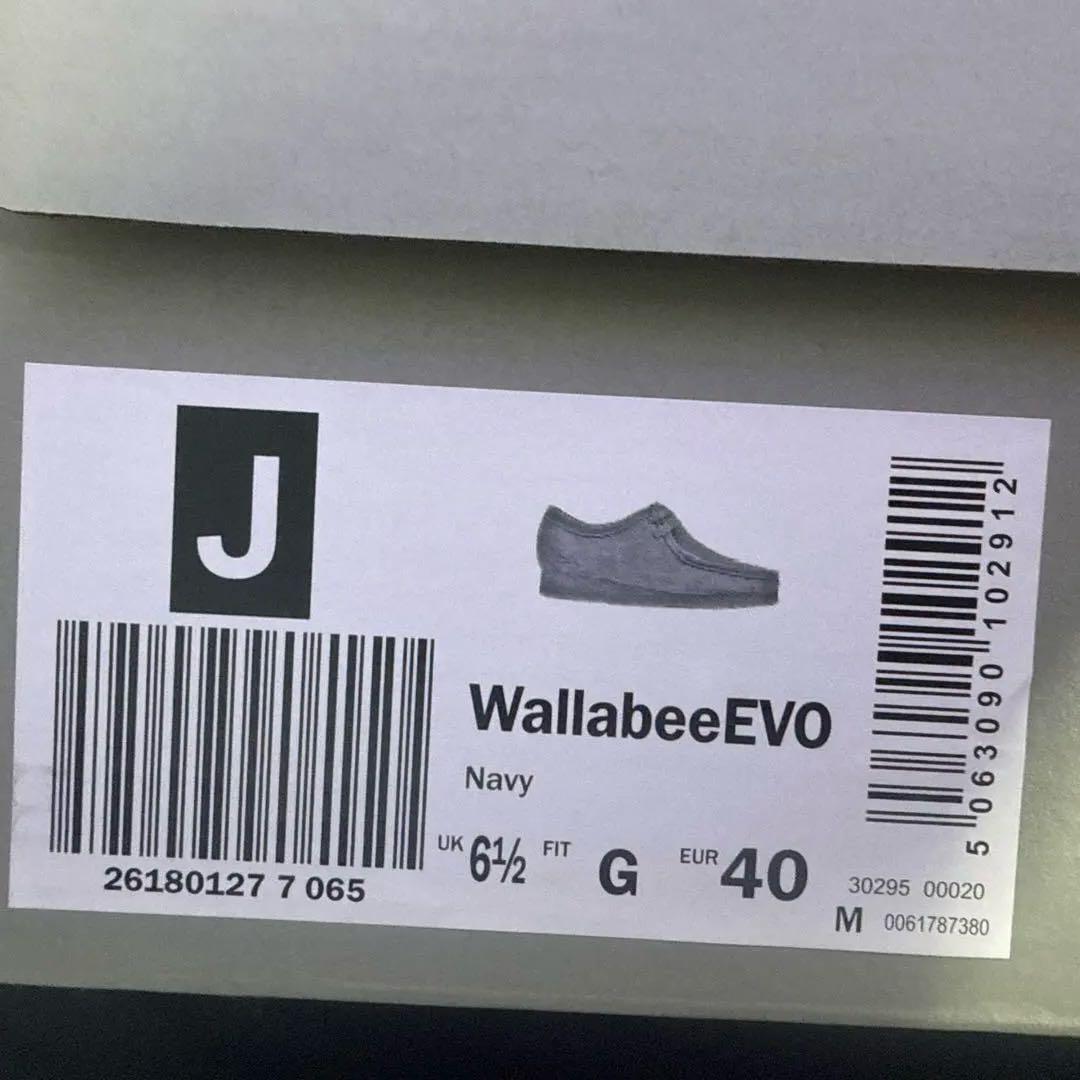 J
26180127 7 065
WallabeeEVO
Navy
UK 6½ FIT G EUR 40
5 063090 102912
30295 00020
M 0061787380